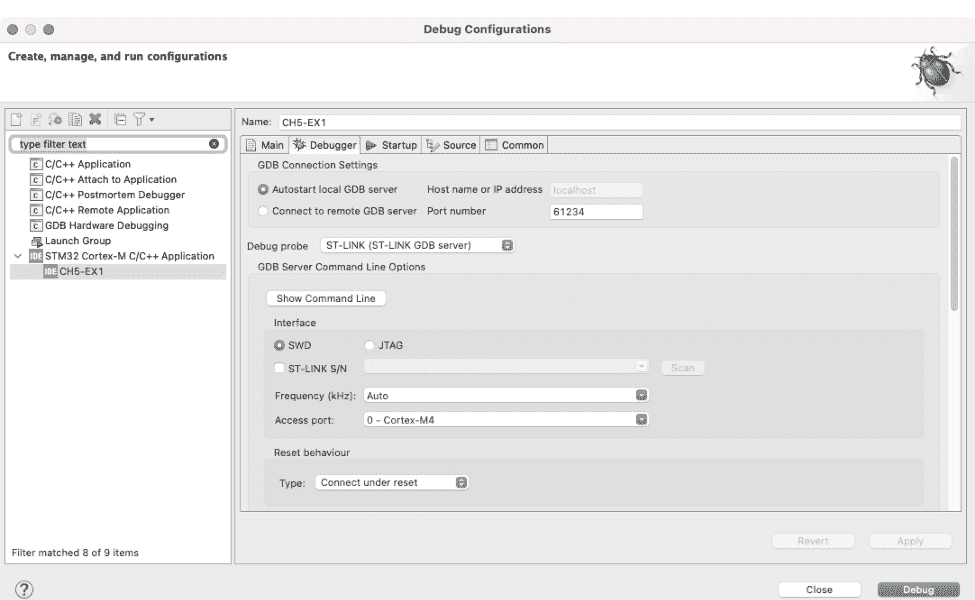 Debug Configurations
Create, manage, and run configurations
type filter text
C/C++ Application
C/C++ Attach to Application
C/C++ Postmortem Debugger
C/C++ Remote Application
GDB Hardware Debugging
Launch Group
STM32 Cortex-M C/C++ Application
CH5-EX1
Filter matched 8 of 9 items
Name: CH5-EX1
Main Debugger Startup Source Common
GDB Connection Settings
Autostart local GDB server Host name or IP address localhost
Connect to remote GDB server Port number 61234
Debug probe ST-LINK (ST-LINK GDB server)
GDB Server Command Line Options
Show Command Line
Interface
SWD JTAG
ST-LINK S/N Scan
Frequency (kHz): Auto
Access port: 0 - Cortex-M4
Reset behaviour
Type: Connect under reset
Revert Apply
? Close Debug